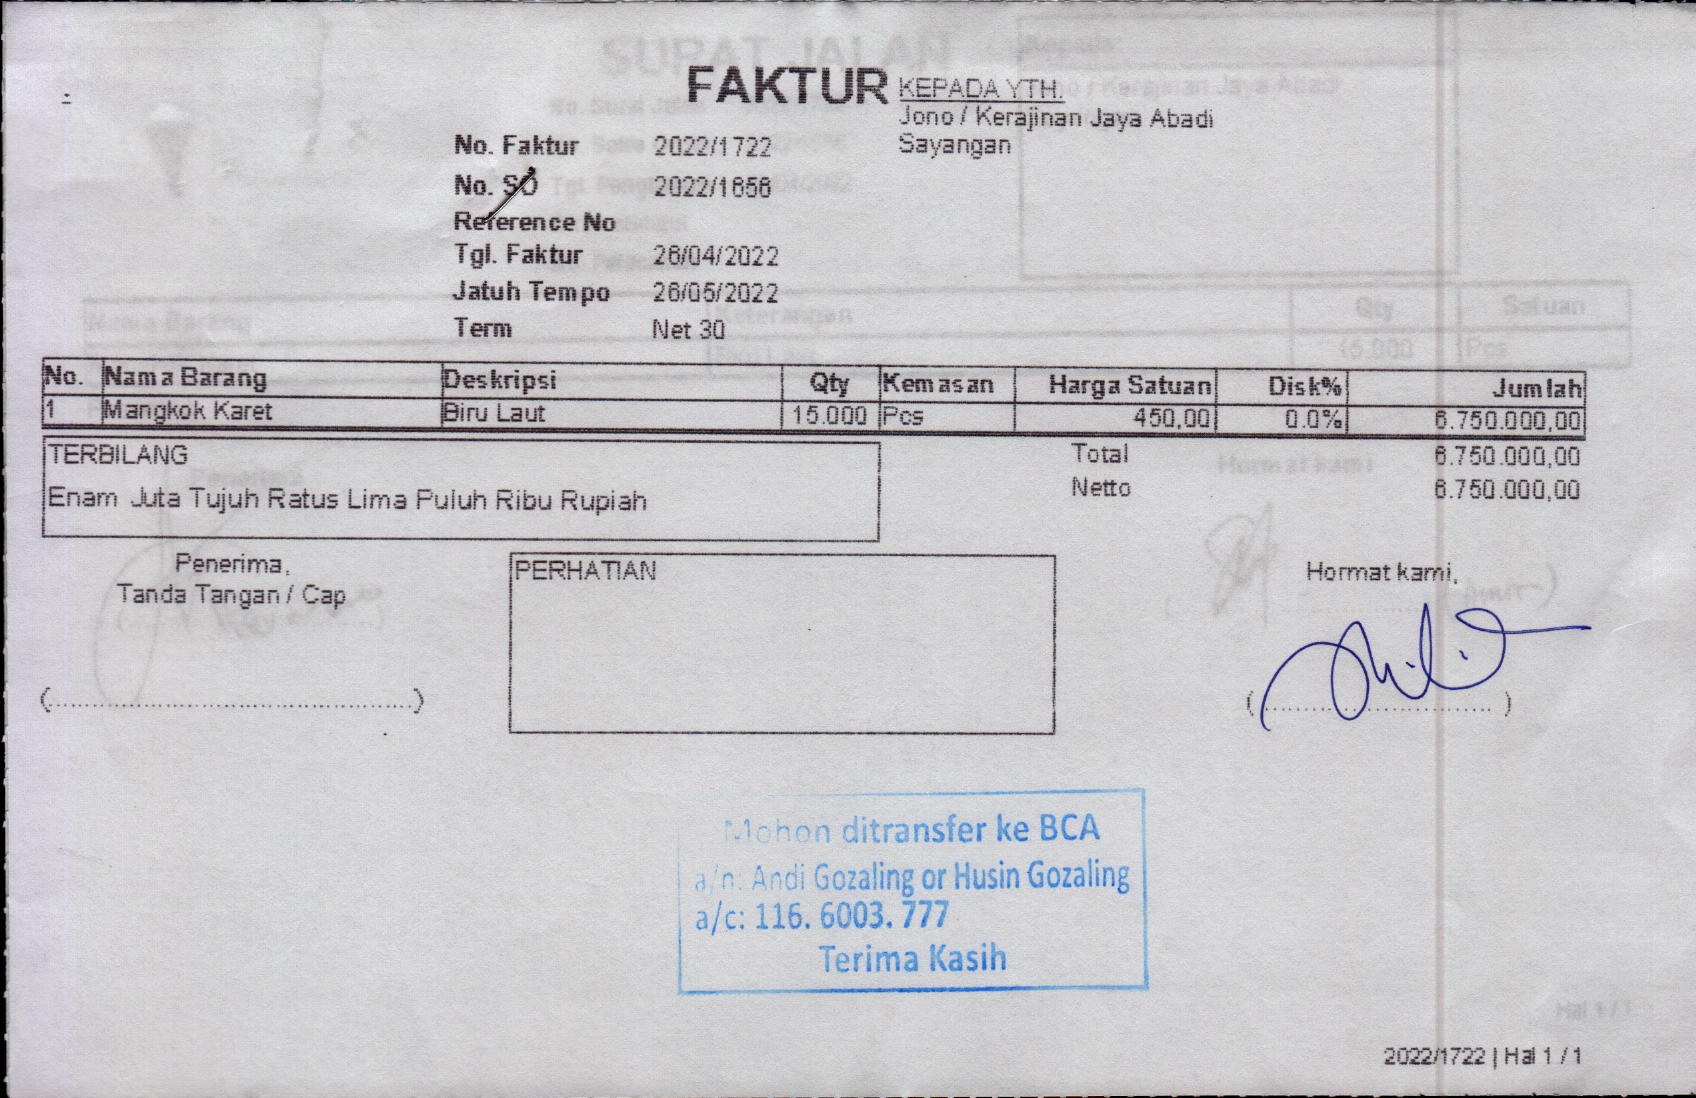 FAKTUR
KEPADA YTH.
Jono / Kerajinan Jaya Abadi
Sayangan
No. Faktur 2022/1722
No. SO 2022/1656
Reference No
Tgl. Faktur 26/04/2022
Jatuh Tempo 26/05/2022
Term Net 30
No. Nama Barang Deskripsi Qty Kemasan Harga Satuan Disk% Jumlah
1 Mangkok Karet Biru Laut 15.000 Pcs 450,00 0.0% 6.750.000,00
TERBILANG
Enam Juta Tujuh Ratus Lima Puluh Ribu Rupiah
Total 6.750.000,00
Netto 6.750.000,00
Penerima,
Tanda Tangan / Cap
(..............................................)
PERHATIAN
Hormat kami,
(..............................)
Mohon ditransfer ke BCA
a/n: Andi Gozaling or Husin Gozaling
a/c: 116. 6003. 777
Terima Kasih
2022/1722 | Hal 1 / 1